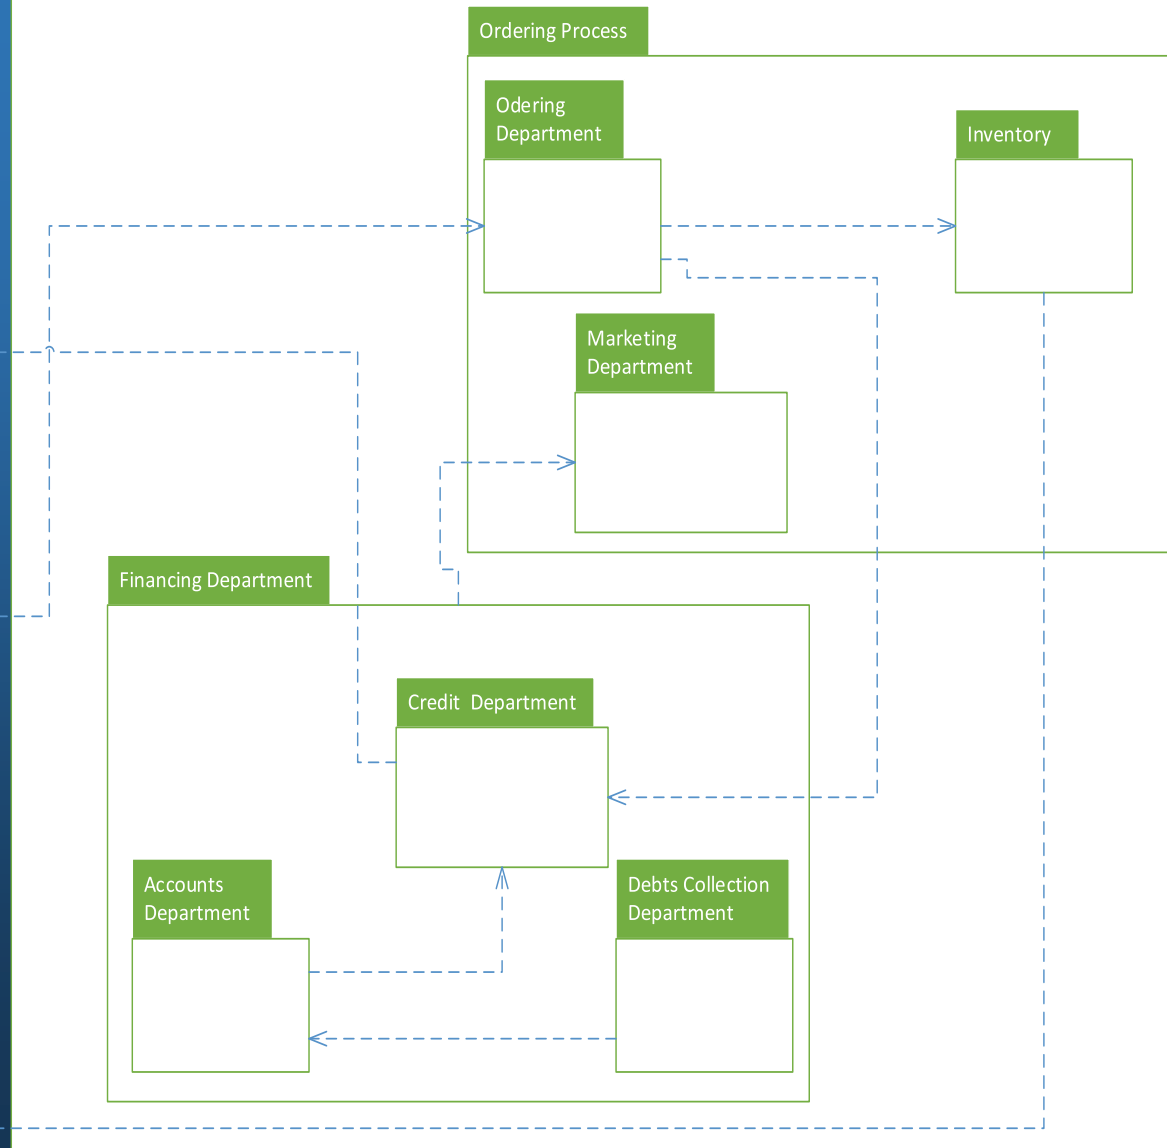 Ordering Process
Odering
Department
Inventory
Marketing
Department
Financing Department
Credit  Department
Accounts
Department
Debts Collection
Department